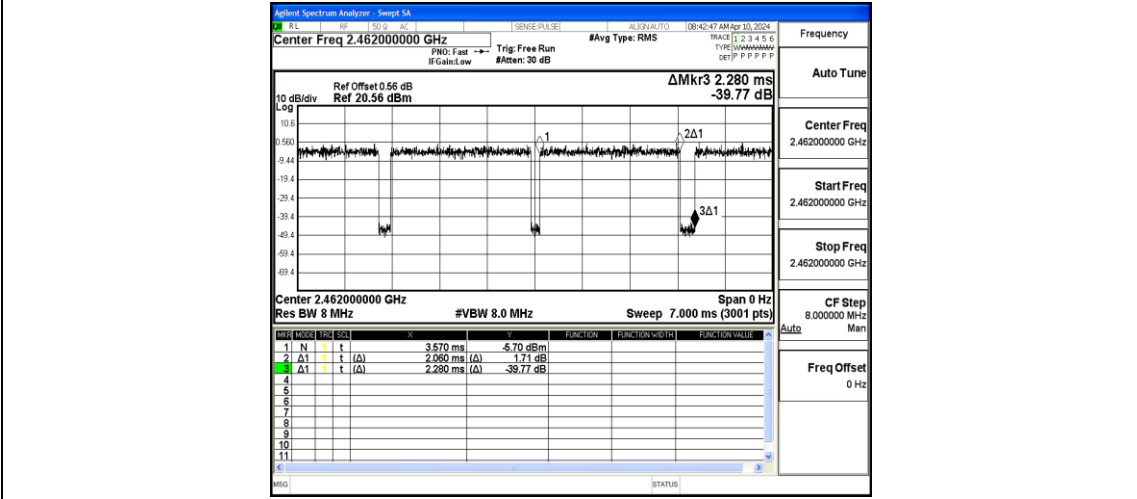 Agilent Spectrum Analyzer - Swept SA
RL RF 50 Ω AC SENSE:PULSE ALIGN AUTO 08:42:47 AM Apr 10, 2024
Center Freq 2.462000000 GHz #Avg Type: RMS TRACE 1 2 3 4 5 6
PNO: Fast Trig: Free Run TYPE WWWWWW
IFGain:Low #Atten: 30 dB DET P P P P P P
ΔMkr3 2.280 ms
-39.77 dB
Ref Offset 0.56 dB
10 dB/div Ref 20.56 dBm
Log
10.6
0.560
-9.44
-19.4
-29.4
-39.4
-49.4
-59.4
-69.4
1
2Δ1
3Δ1
Center 2.462000000 GHz Span 0 Hz
Res BW 8 MHz #VBW 8.0 MHz Sweep 7.000 ms (3001 pts)
MKR MODE TRC SCL X Y FUNCTION FUNCTION WIDTH FUNCTION VALUE
1 N 1 t 3.570 ms -5.70 dBm
2 Δ1 1 t (Δ) 2.060 ms (Δ) 1.71 dB
3 Δ1 1 t (Δ) 2.280 ms (Δ) -39.77 dB
4
5
6
7
8
9
10
11
MSG STATUS
Frequency
Auto Tune
Center Freq
2.462000000 GHz
Start Freq
2.462000000 GHz
Stop Freq
2.462000000 GHz
CF Step
8.000000 MHz
Auto Man
Freq Offset
0 Hz